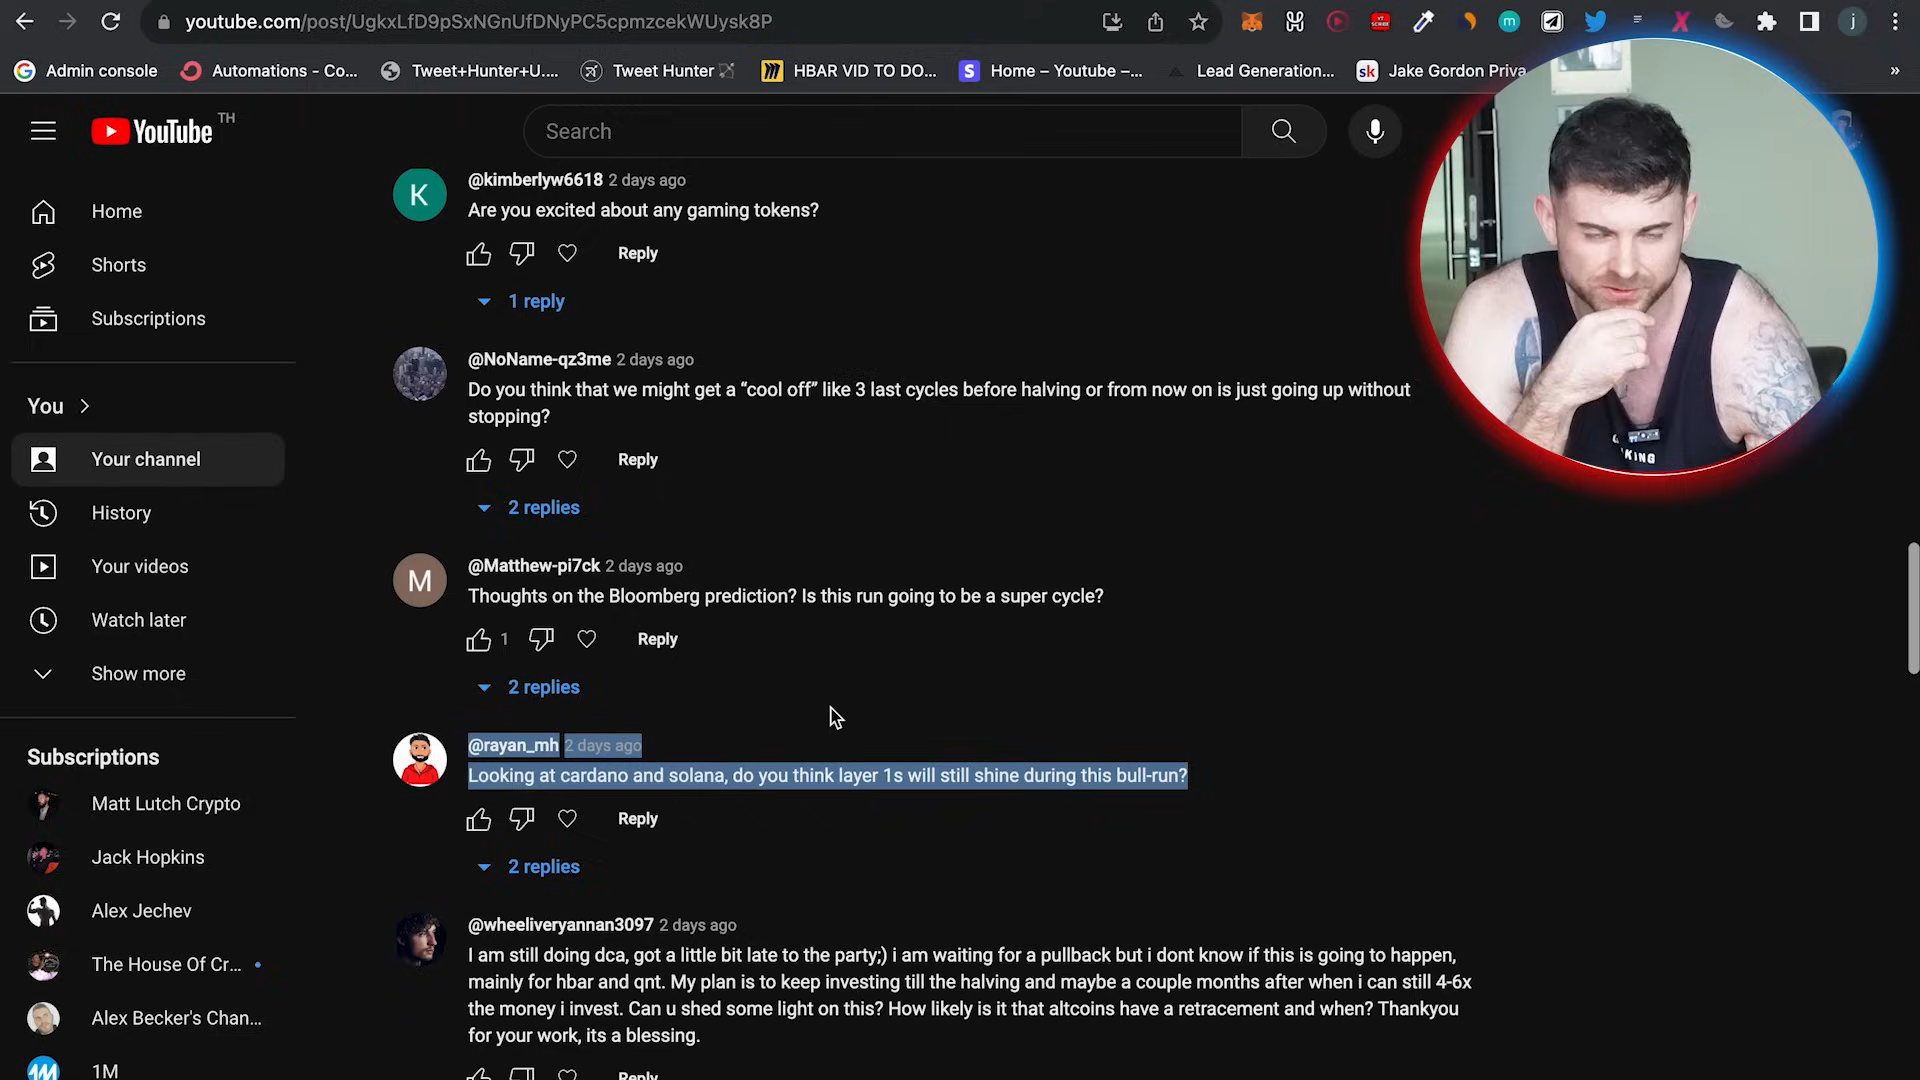 youtube.com/post/UgkxLfD9pSxNGnUfDNyPC5cpmzcekWUysk8P
Admin console
Automations - Co...
Tweet+Hunter+U....
Tweet Hunter
HBAR VID TO DO...
Home – Youtube –...
Lead Generation...
Jake Gordon Priva
»
YouTube TH
Search
Home
Shorts
Subscriptions
You
Your channel
History
Your videos
Watch later
Show more
Subscriptions
Matt Lutch Crypto
Jack Hopkins
Alex Jechev
The House Of Cr...
Alex Becker's Chan...
1M
K
@kimberlyw6618 2 days ago
Are you excited about any gaming tokens?
Reply
1 reply
@NoName-qz3me 2 days ago
Do you think that we might get a “cool off” like 3 last cycles before halving or from now on is just going up without
stopping?
Reply
2 replies
M
@Matthew-pi7ck 2 days ago
Thoughts on the Bloomberg prediction? Is this run going to be a super cycle?
1
Reply
2 replies
@rayan_mh 2 days ago
Looking at cardano and solana, do you think layer 1s will still shine during this bull-run?
Reply
2 replies
@wheeliveryannan3097 2 days ago
I am still doing dca, got a little bit late to the party;) i am waiting for a pullback but i dont know if this is going to happen,
mainly for hbar and qnt. My plan is to keep investing till the halving and maybe a couple months after when i can still 4-6x
the money i invest. Can u shed some light on this? How likely is it that altcoins have a retracement and when? Thankyou
for your work, its a blessing.
Reply